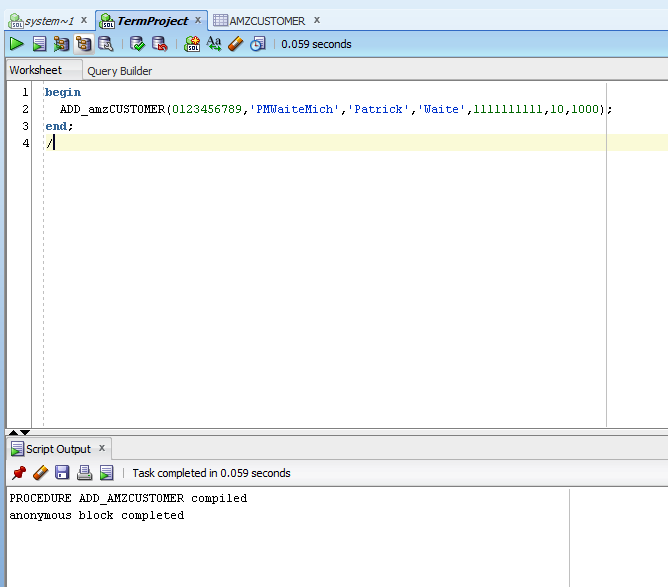 system~1 x TermProject x AMZCUSTOMER x
0.059 seconds
Worksheet Query Builder
1 begin
2 ADD_amzCUSTOMER(0123456789,'PMWaiteMich','Patrick','Waite',1111111111,10,1000);
3 end;
4 /
Script Output x
Task completed in 0.059 seconds
PROCEDURE ADD_AMZCUSTOMER compiled
anonymous block completed